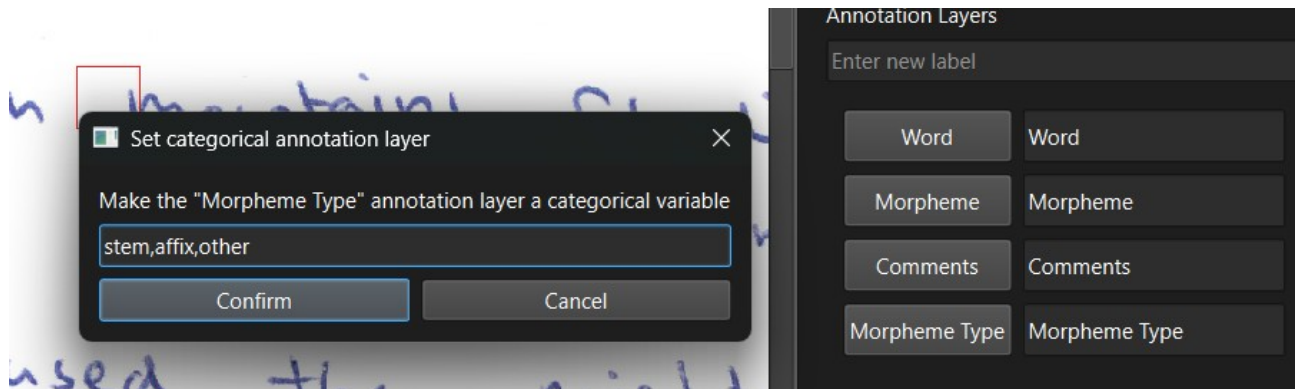 Annotation Layers
Enter new label
Set categorical annotation layer
Make the "Morpheme Type" annotation layer a categorical variable
stem,affix,other
Confirm Cancel
Word Word
Morpheme Morpheme
Comments Comments
Morpheme Type Morpheme Type
the